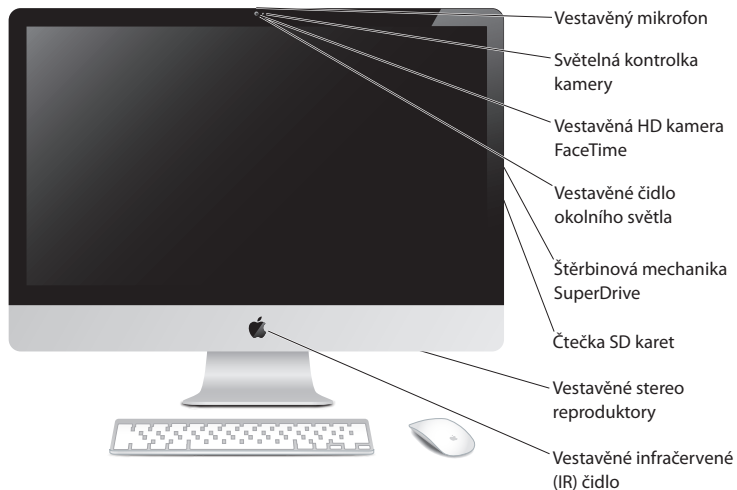 Vestavěný mikrofon
Světelná kontrolka
kamery
Vestavěná HD kamera
FaceTime
Vestavěné čidlo
okolního světla
Štěrbinová mechanika
SuperDrive
Čtečka SD karet
Vestavěné stereo
reproduktory
Vestavěné infračervené
(IR) čidlo